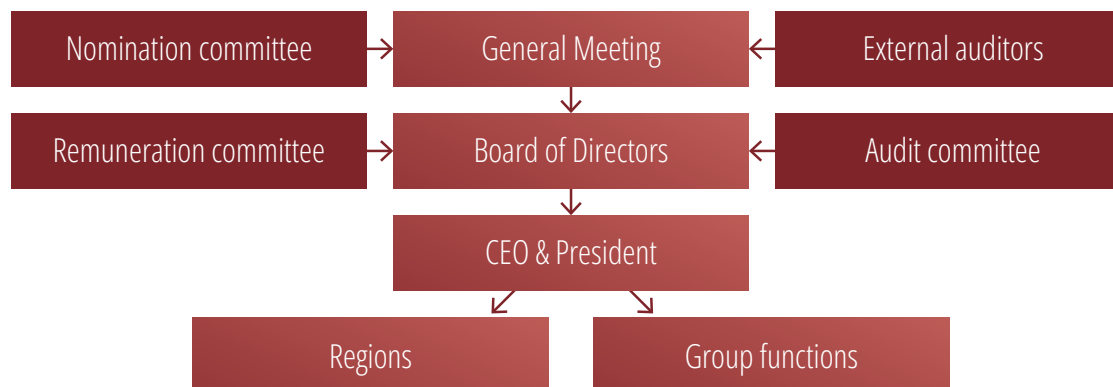 Nomination committee
General Meeting
External auditors
Remuneration committee
Board of Directors
Audit committee
CEO & President
Regions
Group functions